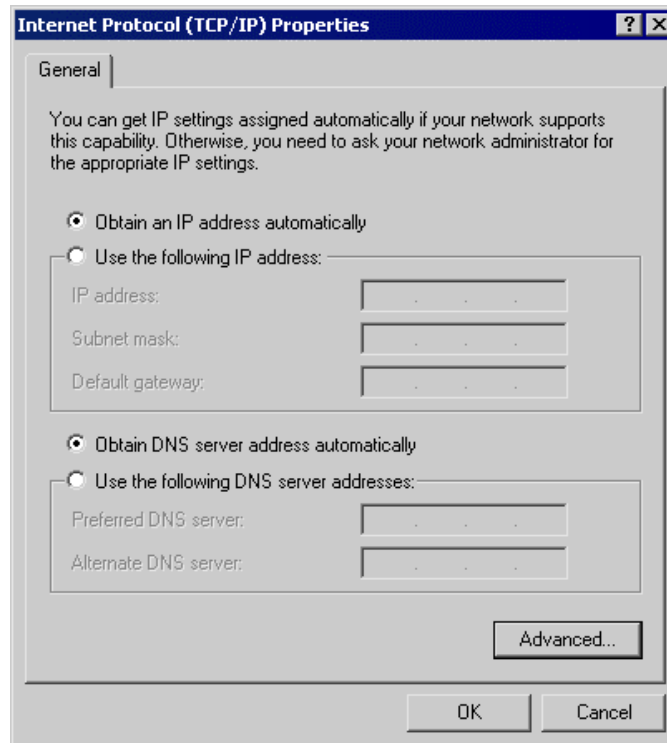 Internet Protocol (TCP/IP) Properties
General
You can get IP settings assigned automatically if your network supports
this capability. Otherwise, you need to ask your network administrator for
the appropriate IP settings.
Obtain an IP address automatically
Use the following IP address:
IP address:
Subnet mask:
Default gateway:
Obtain DNS server address automatically
Use the following DNS server addresses:
Preferred DNS server:
Alternate DNS server:
Advanced...
OK Cancel